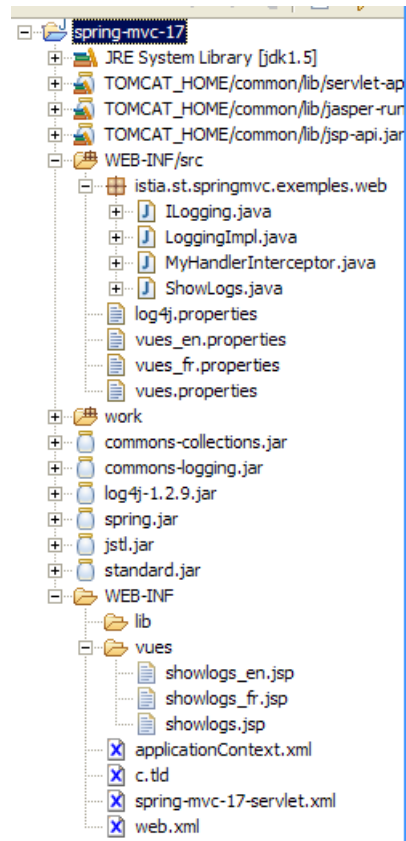 spring-mvc-17
JRE System Library [jdk1.5]
TOMCAT_HOME/common/lib/servlet-ap
TOMCAT_HOME/common/lib/jasper-run
TOMCAT_HOME/common/lib/jsp-api.jar
WEB-INF/src
istia.st.springmvc.exemples.web
ILogging.java
LoggingImpl.java
MyHandlerInterceptor.java
ShowLogs.java
log4j.properties
vues_en.properties
vues_fr.properties
vues.properties
work
commons-collections.jar
commons-logging.jar
log4j-1.2.9.jar
spring.jar
jstl.jar
standard.jar
WEB-INF
lib
vues
showlogs_en.jsp
showlogs_fr.jsp
showlogs.jsp
applicationContext.xml
c.tld
spring-mvc-17-servlet.xml
web.xml